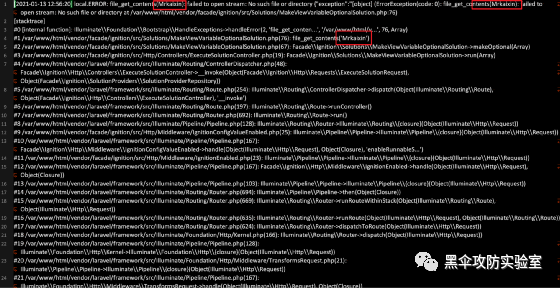 [2021-01-13 12:56:20] local.ERROR: file_get_contents(Mrkaixin): failed to open stream: No such file or directory {"exception":"[object] (ErrorException(code: 0): file_get_contents(Mrkaixin): failed to
open stream: No such file or directory at /var/www/html/vendor/facade/ignition/src/Solutions/MakeViewVariableOptionalSolution.php:76)
[stacktrace]
#0 [internal function]: Illuminate\\Foundation\\Bootstrap\\HandleExceptions->handleError(2, 'file_get_conten...', '/var/www/html/v...', 76, Array)
#1 /var/www/html/vendor/facade/ignition/src/Solutions/MakeViewVariableOptionalSolution.php(76): file_get_contents('Mrkaixin')
#2 /var/www/html/vendor/facade/ignition/src/Solutions/MakeViewVariableOptionalSolution.php(67): Facade\\Ignition\\Solutions\\MakeViewVariableOptionalSolution->makeOptional(Array)
#3 /var/www/html/vendor/facade/ignition/src/Http/Controllers/ExecuteSolutionController.php(19): Facade\\Ignition\\Solutions\\MakeViewVariableOptionalSolution->run(Array)
#4 /var/www/html/vendor/laravel/framework/src/Illuminate/Routing/ControllerDispatcher.php(48):
Facade\\Ignition\\Http\\Controllers\\ExecuteSolutionController->__invoke(Object(Facade\\Ignition\\Http\\Requests\\ExecuteSolutionRequest),
Object(Facade\\Ignition\\Solutions\\SolutionProviderRepository))
#5 /var/www/html/vendor/laravel/framework/src/Illuminate/Routing/Route.php(254): Illuminate\\Routing\\ControllerDispatcher->dispatch(Object(Illuminate\\Routing\\Route),
Object(Facade\\Ignition\\Http\\Controllers\\ExecuteSolutionController), '__invoke')
#6 /var/www/html/vendor/laravel/framework/src/Illuminate/Routing/Route.php(197): Illuminate\\Routing\\Route->runController()
#7 /var/www/html/vendor/laravel/framework/src/Illuminate/Routing/Router.php(692): Illuminate\\Routing\\Route->run()
#8 /var/www/html/vendor/laravel/framework/src/Illuminate/Pipeline/Pipeline.php(128): Illuminate\\Routing\\Router->Illuminate\\Routing\\{closure}(Object(Illuminate\\Http\\Request))
#9 /var/www/html/vendor/facade/ignition/src/Http/Middleware/IgnitionConfigValueEnabled.php(25): Illuminate\\Pipeline\\Pipeline->Illuminate\\Pipeline\\{closure}(Object(Illuminate\\Http\\Request))
#10 /var/www/html/vendor/laravel/framework/src/Illuminate/Pipeline/Pipeline.php(167):
Facade\\Ignition\\Http\\Middleware\\IgnitionConfigValueEnabled->handle(Object(Illuminate\\Http\\Request), Object(Closure), 'enableRunnableS...')
#11 /var/www/html/vendor/facade/ignition/src/Http/Middleware/IgnitionEnabled.php(23): Illuminate\\Pipeline\\Pipeline->Illuminate\\Pipeline\\{closure}(Object(Illuminate\\Http\\Request))
#12 /var/www/html/vendor/laravel/framework/src/Illuminate/Pipeline/Pipeline.php(167): Facade\\Ignition\\Http\\Middleware\\IgnitionEnabled->handle(Object(Illuminate\\Http\\Request),
Object(Closure))
#13 /var/www/html/vendor/laravel/framework/src/Illuminate/Pipeline/Pipeline.php(103): Illuminate\\Pipeline\\Pipeline->Illuminate\\Pipeline\\{closure}(Object(Illuminate\\Http\\Request))
#14 /var/www/html/vendor/laravel/framework/src/Illuminate/Routing/Router.php(694): Illuminate\\Pipeline\\Pipeline->then(Object(Closure))
#15 /var/www/html/vendor/laravel/framework/src/Illuminate/Routing/Router.php(669): Illuminate\\Routing\\Router->runRouteWithinStack(Object(Illuminate\\Routing\\Route),
Object(Illuminate\\Http\\Request))
#16 /var/www/html/vendor/laravel/framework/src/Illuminate/Routing/Router.php(635): Illuminate\\Routing\\Router->runRoute(Object(Illuminate\\Http\\Request), Object(Illuminate\\Routing\\Route))
#17 /var/www/html/vendor/laravel/framework/src/Illuminate/Routing/Router.php(624): Illuminate\\Routing\\Router->dispatchToRoute(Object(Illuminate\\Http\\Request))
#18 /var/www/html/vendor/laravel/framework/src/Illuminate/Foundation/Http/Kernel.php(166): Illuminate\\Routing\\Router->dispatch(Object(Illuminate\\Http\\Request))
#19 /var/www/html/vendor/laravel/framework/src/Illuminate/Pipeline/Pipeline.php(128):
Illuminate\\Foundation\\Http\\Kernel->Illuminate\\Foundation\\Http\\{closure}(Object(Illuminate\\Http\\Request))
#20 /var/www/html/vendor/laravel/framework/src/Illuminate/Foundation/Http/Middleware/TransformsRequest.php(21):
Illuminate\\Pipeline\\Pipeline->Illuminate\\Pipeline\\{closure}(Object(Illuminate\\Http\\Request))
#21 /var/www/html/vendor/laravel/framework/src/Illuminate/Pipeline/Pipeline.php(167):
黑伞攻防实验室